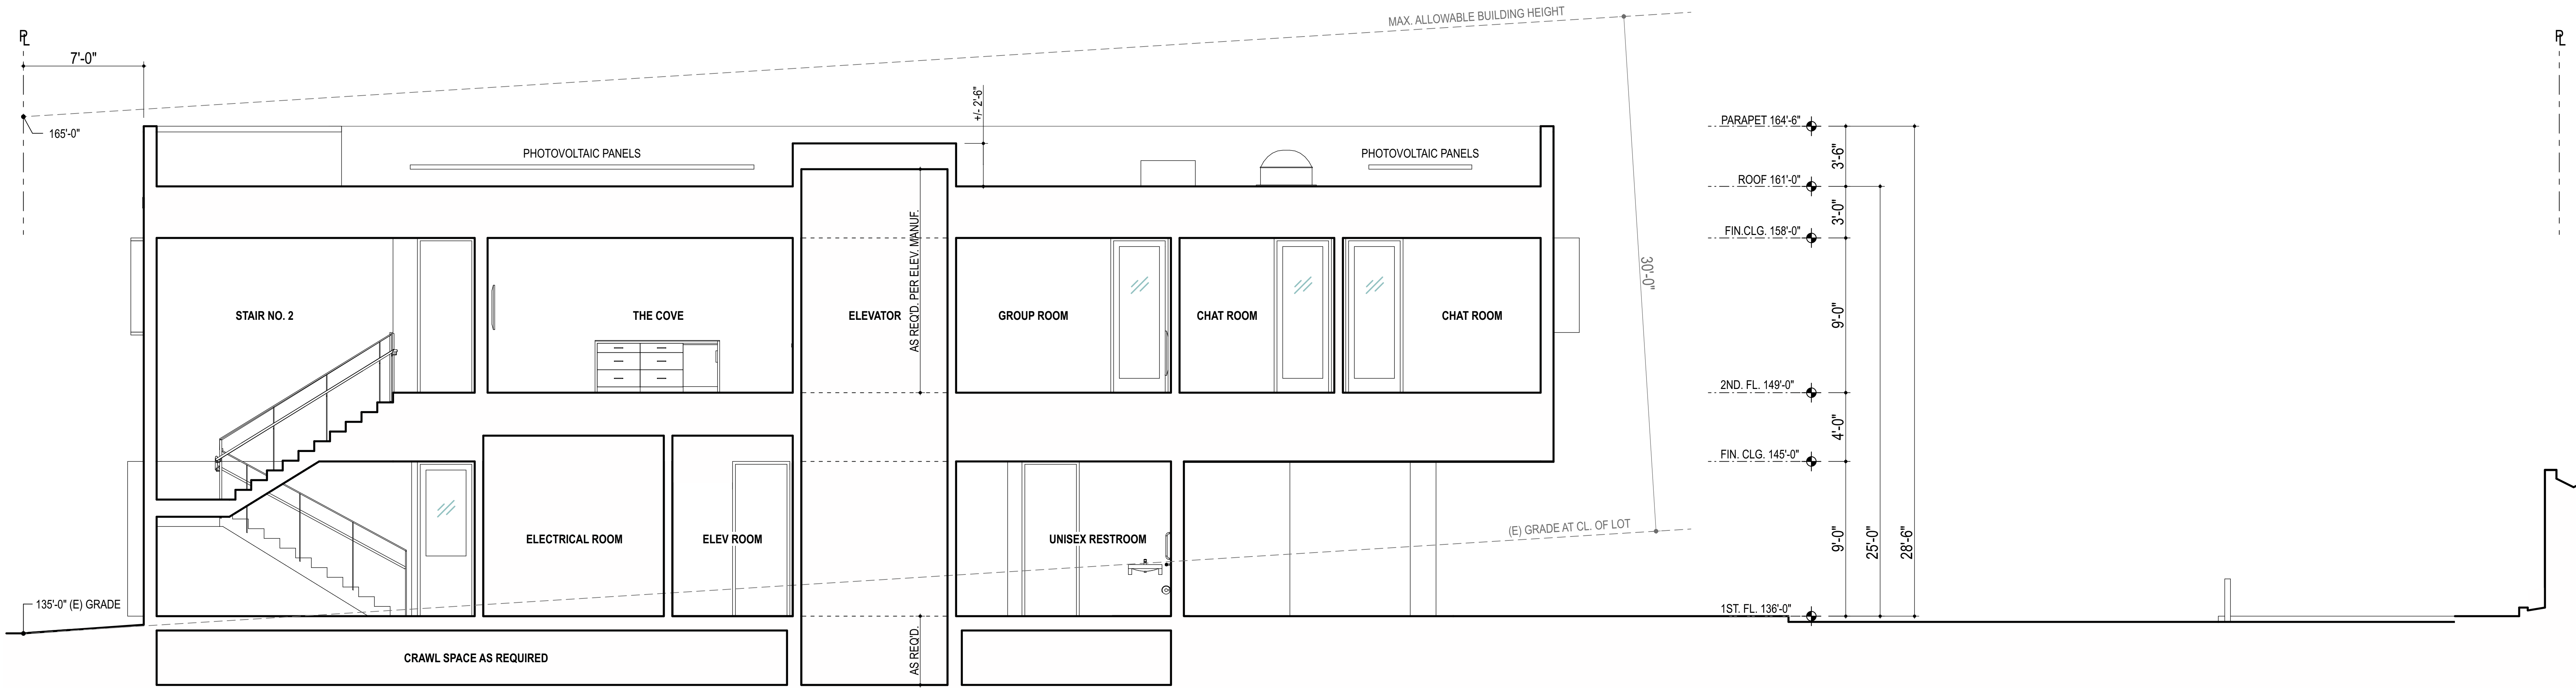 MAX. ALLOWABLE BUILDING HEIGHT
PL
PL
7'-0"
165'-0"
+/- 2'-6"
PARAPET 164'-6"
PHOTOVOLTAIC PANELS
PHOTOVOLTAIC PANELS
3'-6"
ROOF 161'-0"
3'-0"
FIN.CLG. 158'-0"
AS REQ'D. PER ELEV. MANUF.
30'-0"
STAIR NO. 2
THE COVE
ELEVATOR
GROUP ROOM
CHAT ROOM
CHAT ROOM
9'-0"
2ND. FL. 149'-0"
4'-0"
FIN. CLG. 145'-0"
(E) GRADE AT CL. OF LOT
ELECTRICAL ROOM
ELEV ROOM
UNISEX RESTROOM
9'-0"
25'-0"
28'-6"
135'-0" (E) GRADE
1ST. FL. 136'-0"
AS REQ'D.
CRAWL SPACE AS REQUIRED